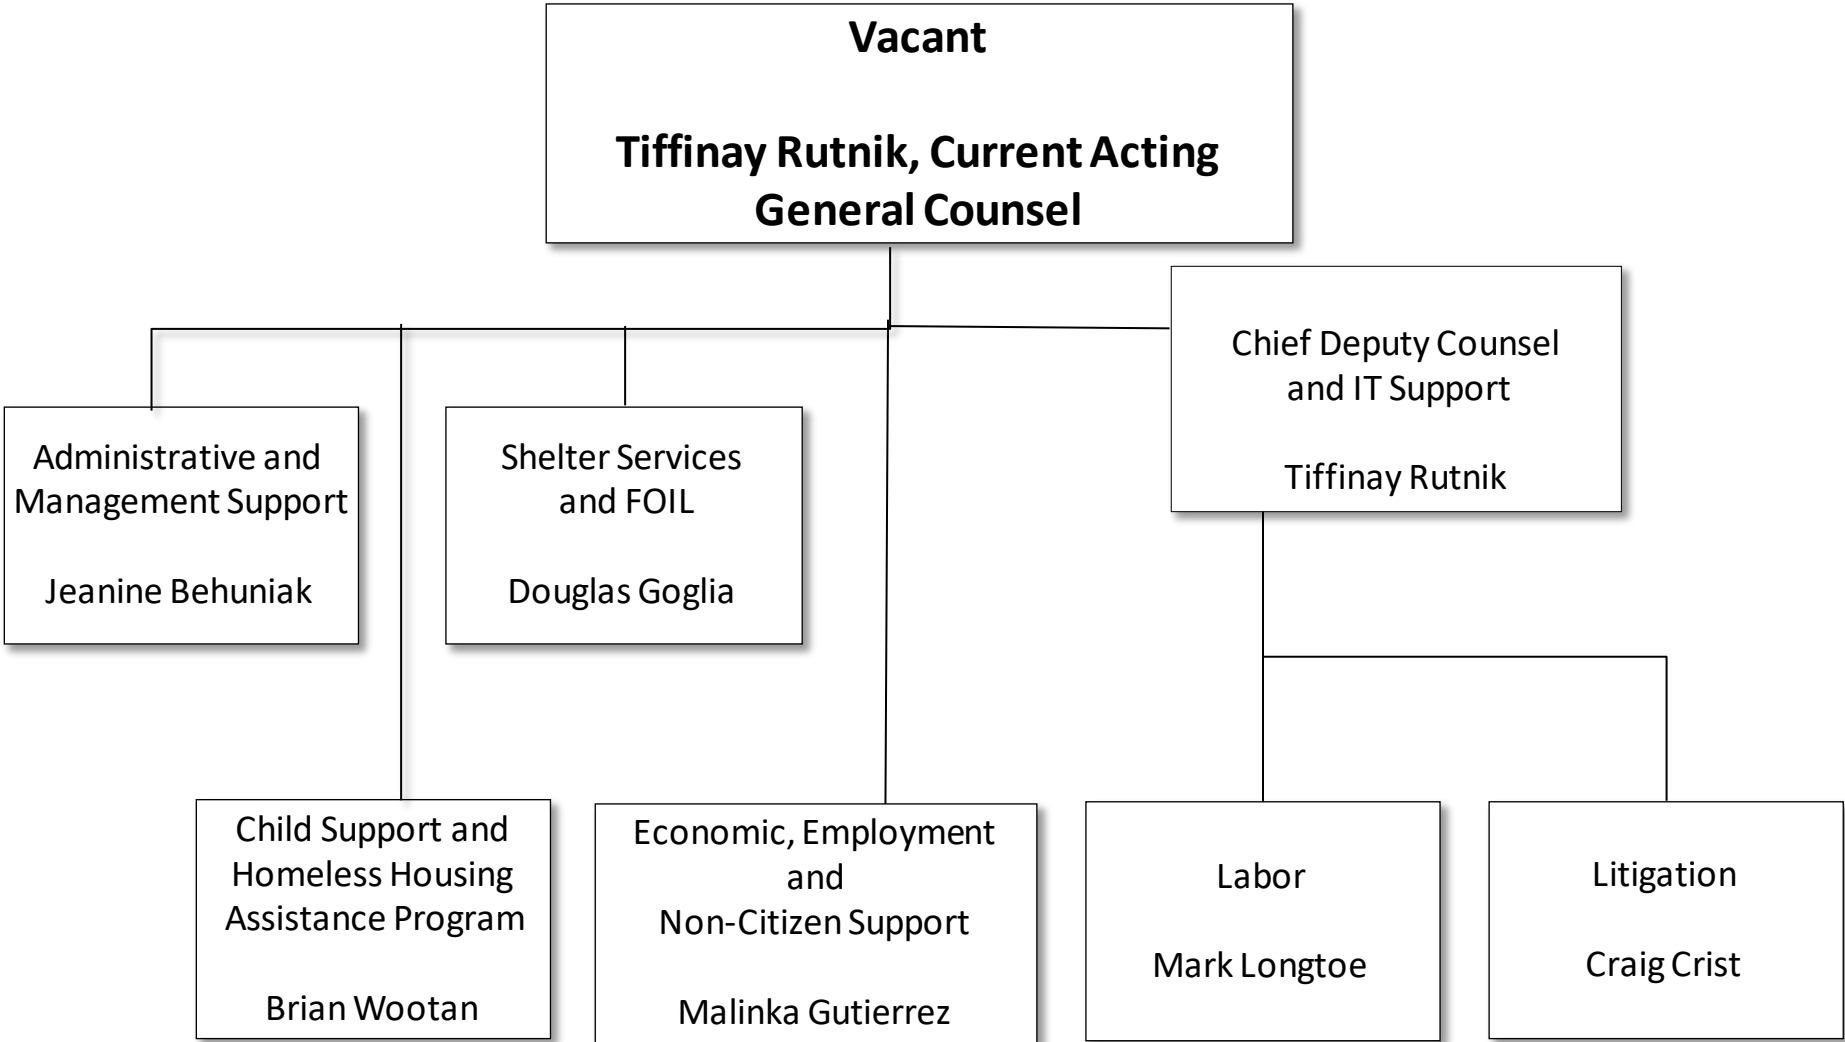 Vacant
Tiffinay Rutnik, Current Acting
General Counsel
Chief Deputy Counsel
and IT Support
Tiffinay Rutnik
Administrative and
Management Support
Jeanine Behuniak
Shelter Services
and FOIL
Douglas Goglia
Child Support and
Homeless Housing
Assistance Program
Brian Wootan
Economic, Employment
and
Non-Citizen Support
Malinka Gutierrez
Labor
Mark Longtoe
Litigation
Craig Crist